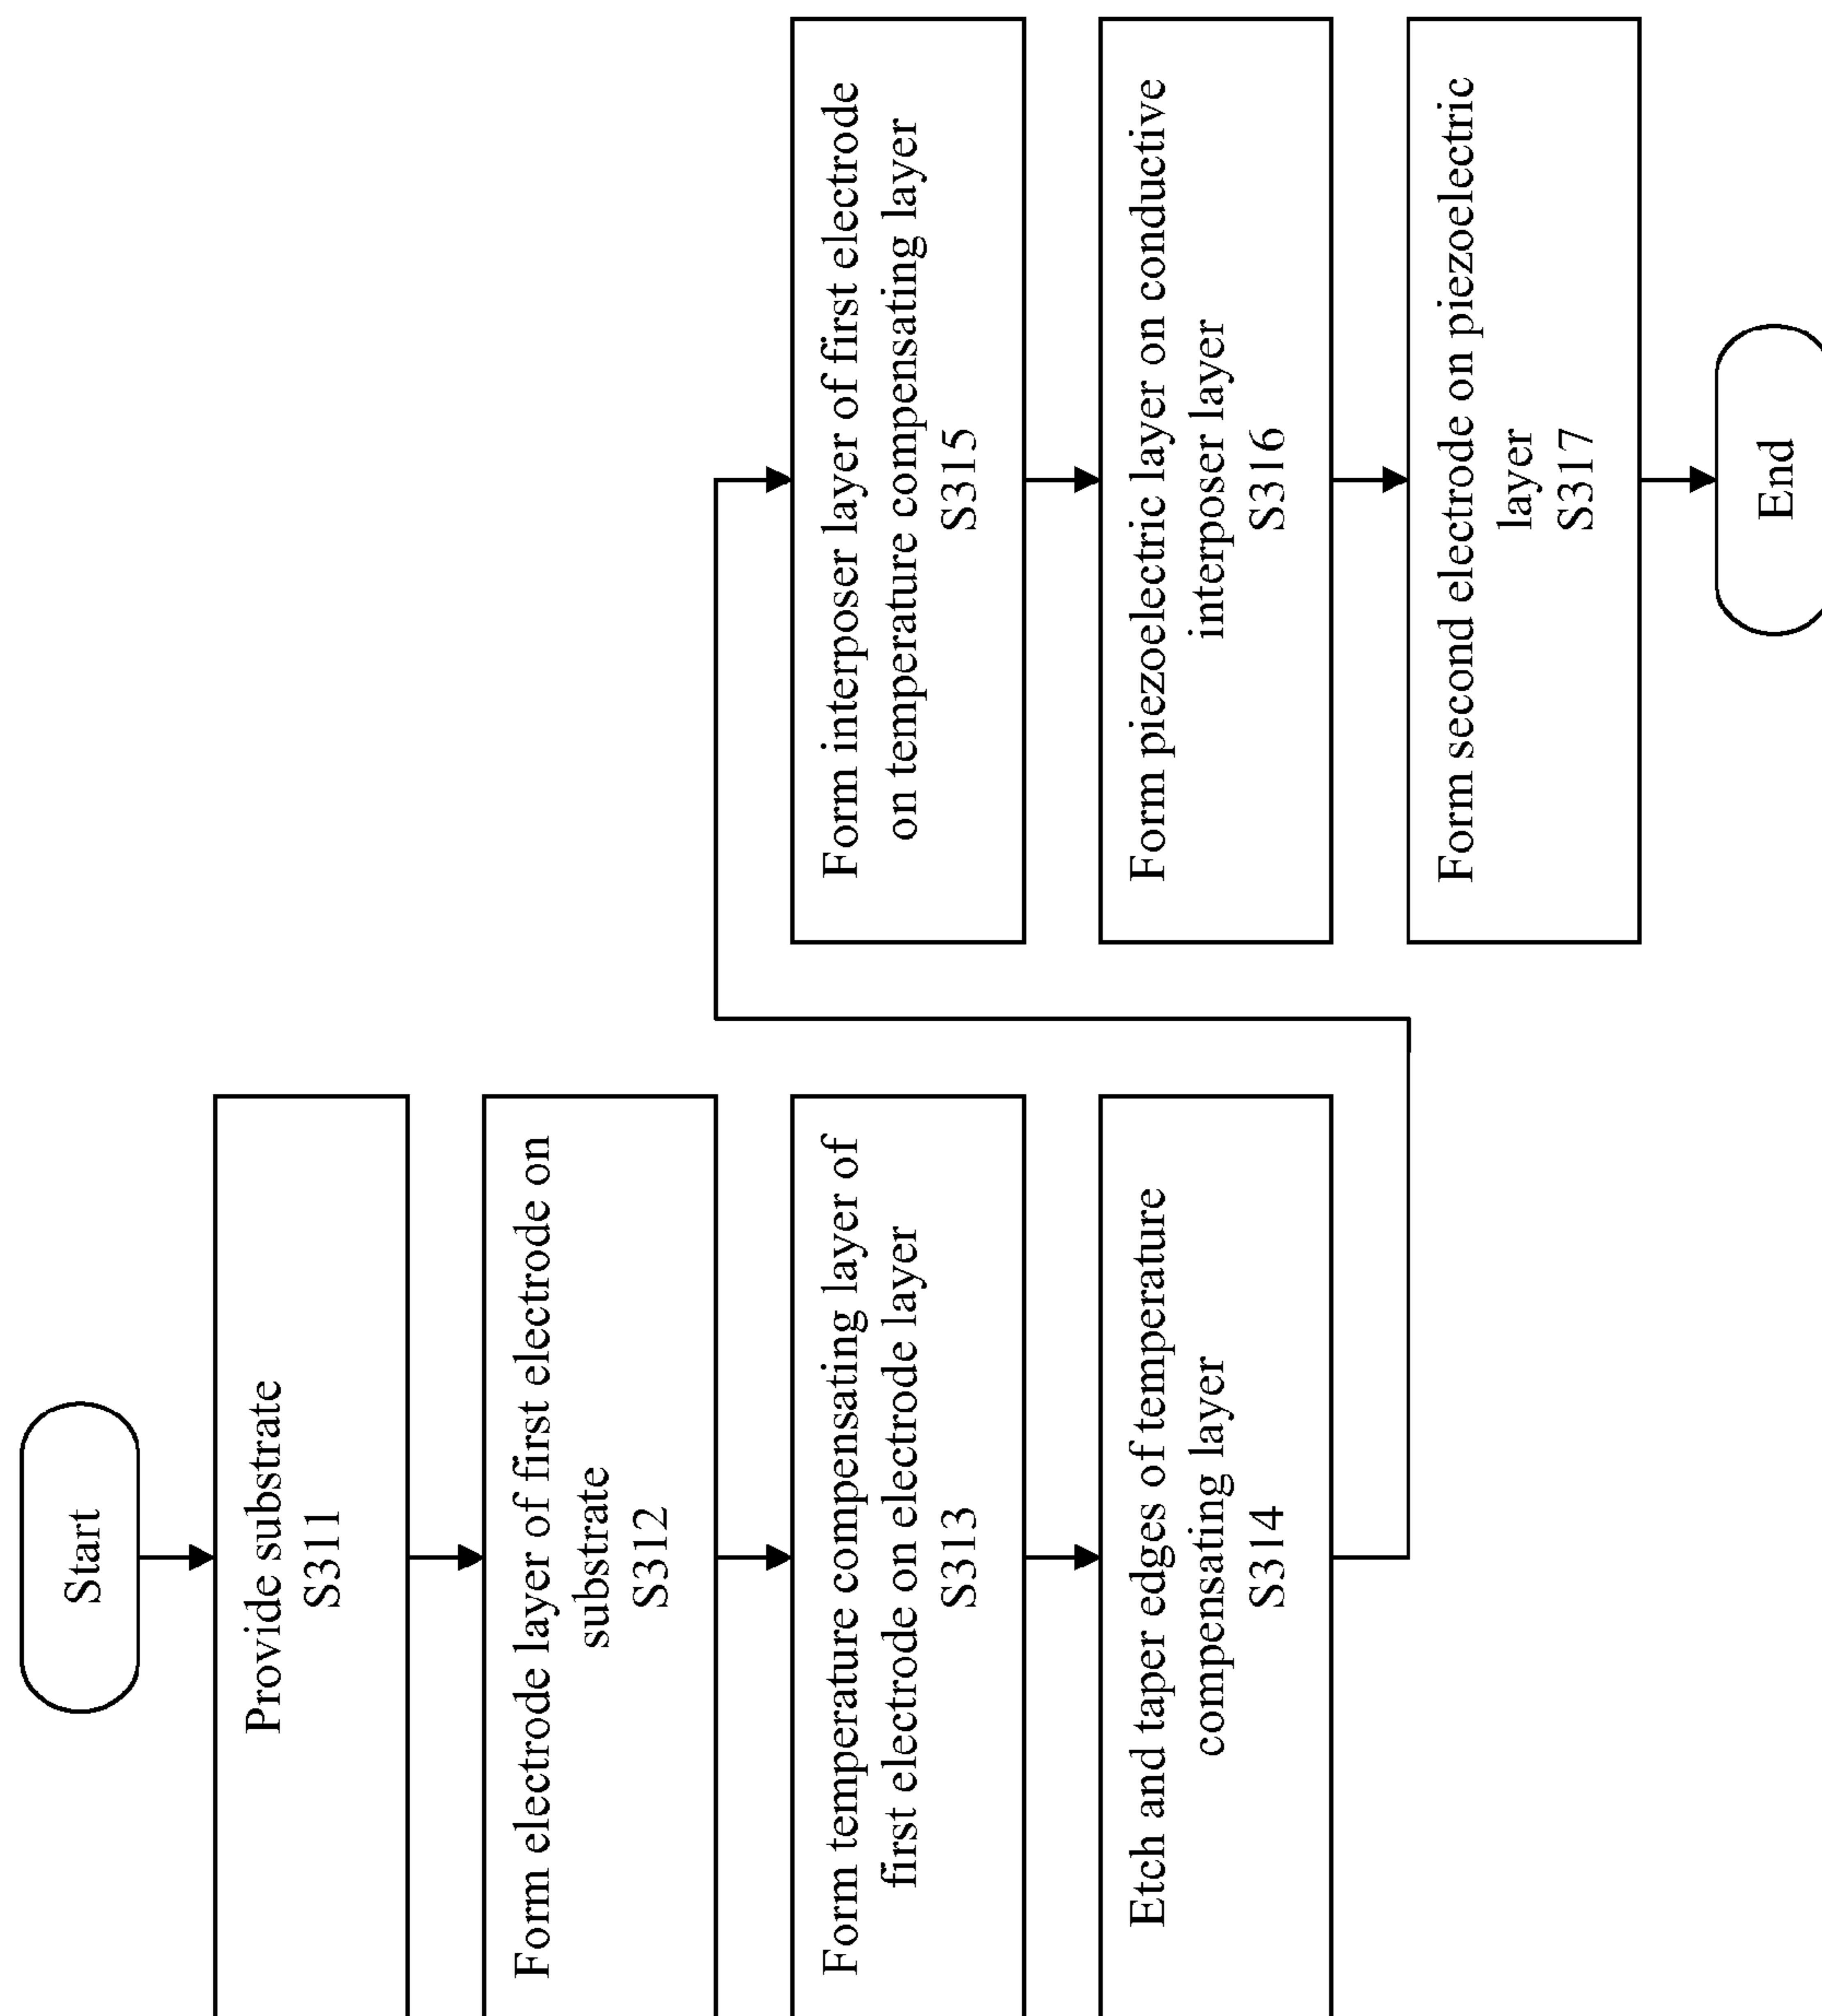 Start
Provide substrate
S311
Form electrode layer of first electrode on
substrate
S312
Form temperature compensating layer of
first electrode on electrode layer
S313
Etch and taper edges of temperature
compensating layer
S314
Form interposer layer of first electrode
on temperature compensating layer
S315
Form piezoelectric layer on conductive
interposer layer
S316
Form second electrode on piezoelectric
layer
S317
End